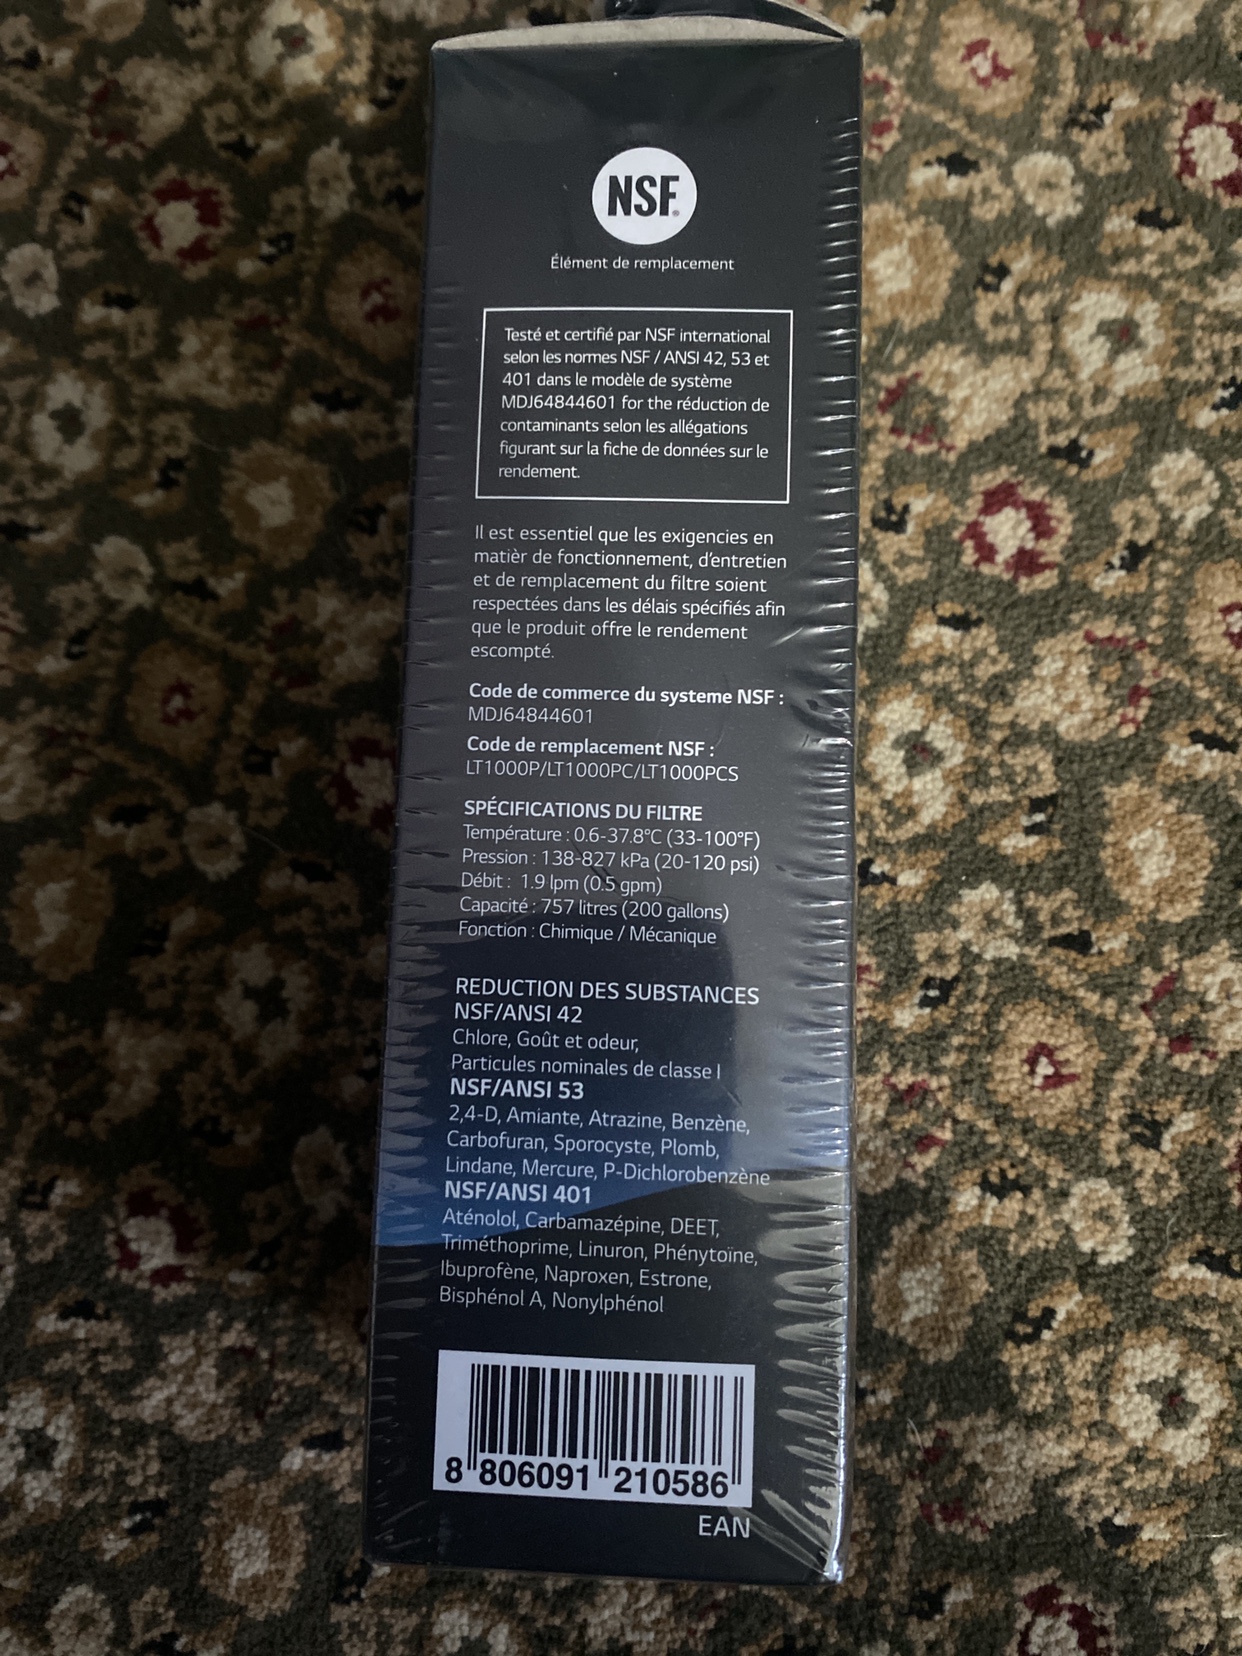 NSF®
Élément de remplacement
Testé et certifié par NSF international
selon les normes NSF / ANSI 42, 53 et
401 dans le modèle de système
MDJ64844601 for the réduction de
contaminants selon les allégations
figurant sur la fiche de données sur le
rendement.
Il est essentiel que les exigencies en
matièr de fonctionnement, d'entretien
et de remplacement du filtre soient
respectées dans les délais spécifiés afin
que le produit offre le rendement
escompté.
Code de commerce du systeme NSF :
MDJ64844601
Code de remplacement NSF :
LT1000P/LT1000PC/LT1000PCS
SPÉCIFICATIONS DU FILTRE
Température : 0.6-37.8°C (33-100°F)
Pression : 138-827 kPa (20-120 psi)
Débit : 1.9 lpm (0.5 gpm)
Capacité : 757 litres (200 gallons)
Fonction : Chimique / Mécanique
REDUCTION DES SUBSTANCES
NSF/ANSI 42
Chlore, Goût et odeur,
Particules nominales de classe I
NSF/ANSI 53
2,4-D, Amiante, Atrazine, Benzène,
Carbofuran, Sporocyste, Plomb,
Lindane, Mercure, P-Dichlorobenzène
NSF/ANSI 401
Aténolol, Carbamazépine, DEET,
Triméthoprime, Linuron, Phénytoïne,
Ibuprofène, Naproxen, Estrone,
Bisphénol A, Nonylphénol
8 806091 210586
EAN